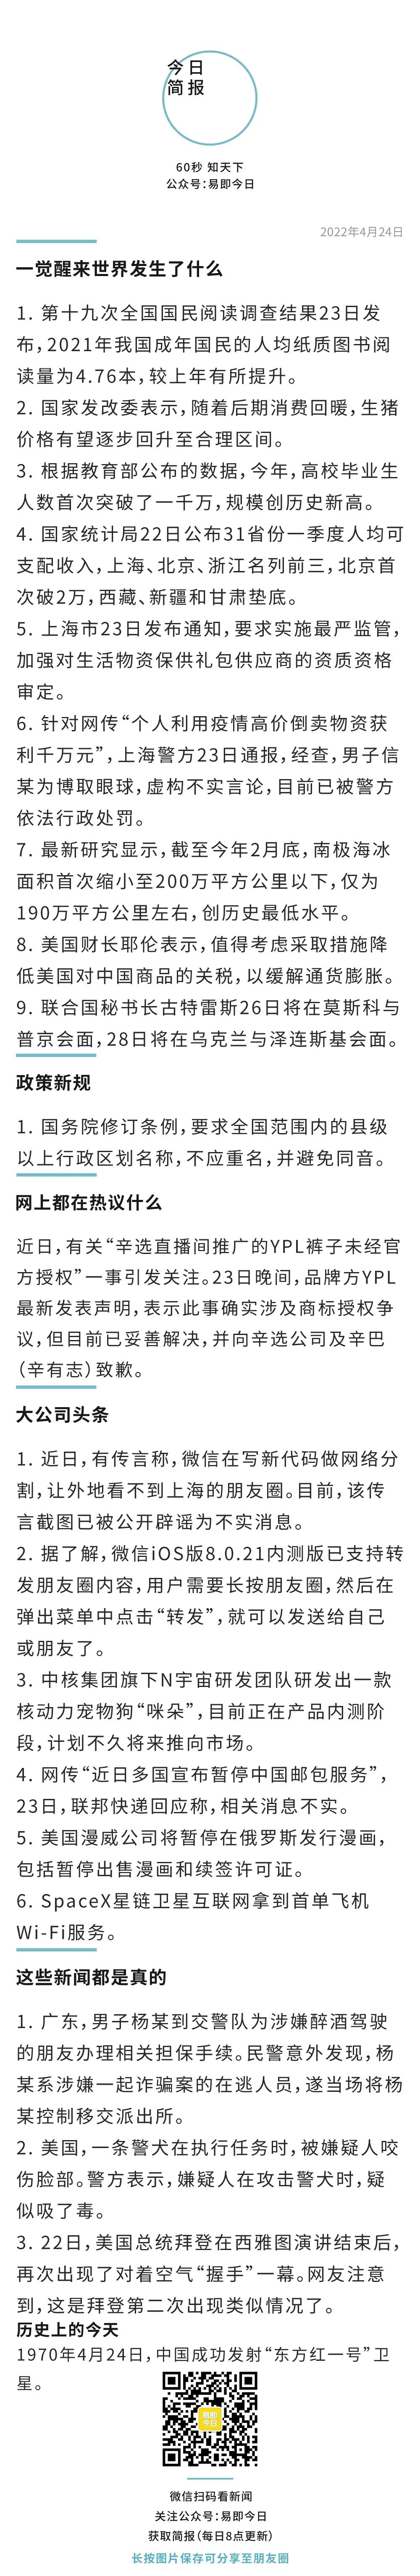 今日
简报
60秒 知天下
公众号：易即今日
2022年4月24日
一觉醒来世界发生了什么
1. 第十九次全国国民阅读调查结果23日发
布，2021年我国成年国民的人均纸质图书阅
读量为4.76本，较上年有所提升。
2. 国家发改委表示，随着后期消费回暖，生猪
价格有望逐步回升至合理区间。
3. 根据教育部公布的数据，今年，高校毕业生
人数首次突破了一千万，规模创历史新高。
4. 国家统计局22日公布31省份一季度人均可
支配收入，上海、北京、浙江名列前三，北京首
次破2万，西藏、新疆和甘肃垫底。
5. 上海市23日发布通知，要求实施最严监管，
加强对生活物资保供礼包供应商的资质资格
审定。
6. 针对网传“个人利用疫情高价倒卖物资获
利千万元”，上海警方23日通报，经查，男子信
某为博取眼球，虚构不实言论，目前已被警方
依法行政处罚。
7. 最新研究显示，截至今年2月底，南极海冰
面积首次缩小至200万平方公里以下，仅为
190万平方公里左右，创历史最低水平。
8. 美国财长耶伦表示，值得考虑采取措施降
低美国对中国商品的关税，以缓解通货膨胀。
9. 联合国秘书长古特雷斯26日将在莫斯科与
普京会面，28日将在乌克兰与泽连斯基会面。
政策新规
1. 国务院修订条例，要求全国范围内的县级
以上行政区划名称，不应重名，并避免同音。
网上都在热议什么
近日，有关“辛选直播间推广的YPL裤子未经官
方授权”一事引发关注。23日晚间，品牌方YPL
最新发表声明，表示此事确实涉及商标授权争
议，但目前已妥善解决，并向辛选公司及辛巴
（辛有志）致歉。
大公司头条
1. 近日，有传言称，微信在写新代码做网络分
割，让外地看不到上海的朋友圈。目前，该传
言截图已被公开辟谣为不实消息。
2. 据了解，微信iOS版8.0.21内测版已支持转
发朋友圈内容，用户需要长按朋友圈，然后在
弹出菜单中点击“转发”，就可以发送给自己
或朋友了。
3. 中核集团旗下N宇宙研发团队研发出一款
核动力宠物狗“咪朵”，目前正在产品内测阶
段，计划不久将来推向市场。
4. 网传“近日多国宣布暂停中国邮包服务”，
23日，联邦快递回应称，相关消息不实。
5. 美国漫威公司将暂停在俄罗斯发行漫画，
包括暂停出售漫画和续签许可证。
6. SpaceX星链卫星互联网拿到首单飞机
Wi-Fi服务。
这些新闻都是真的
1. 广东，男子杨某到交警队为涉嫌醉酒驾驶
的朋友办理相关担保手续。民警意外发现，杨
某系涉嫌一起诈骗案的在逃人员，遂当场将杨
某控制移交派出所。
2. 美国，一条警犬在执行任务时，被嫌疑人咬
伤脸部。警方表示，嫌疑人在攻击警犬时，疑
似吸了毒。
3. 22日，美国总统拜登在西雅图演讲结束后，
再次出现了对着空气“握手”一幕。网友注意
到，这是拜登第二次出现类似情况了。
历史上的今天
1970年4月24日，中国成功发射“东方红一号”卫
星。
易即
今日
微信扫码看新闻
关注公众号：易即今日
获取简报（每日8点更新）
长按图片保存可分享至朋友圈